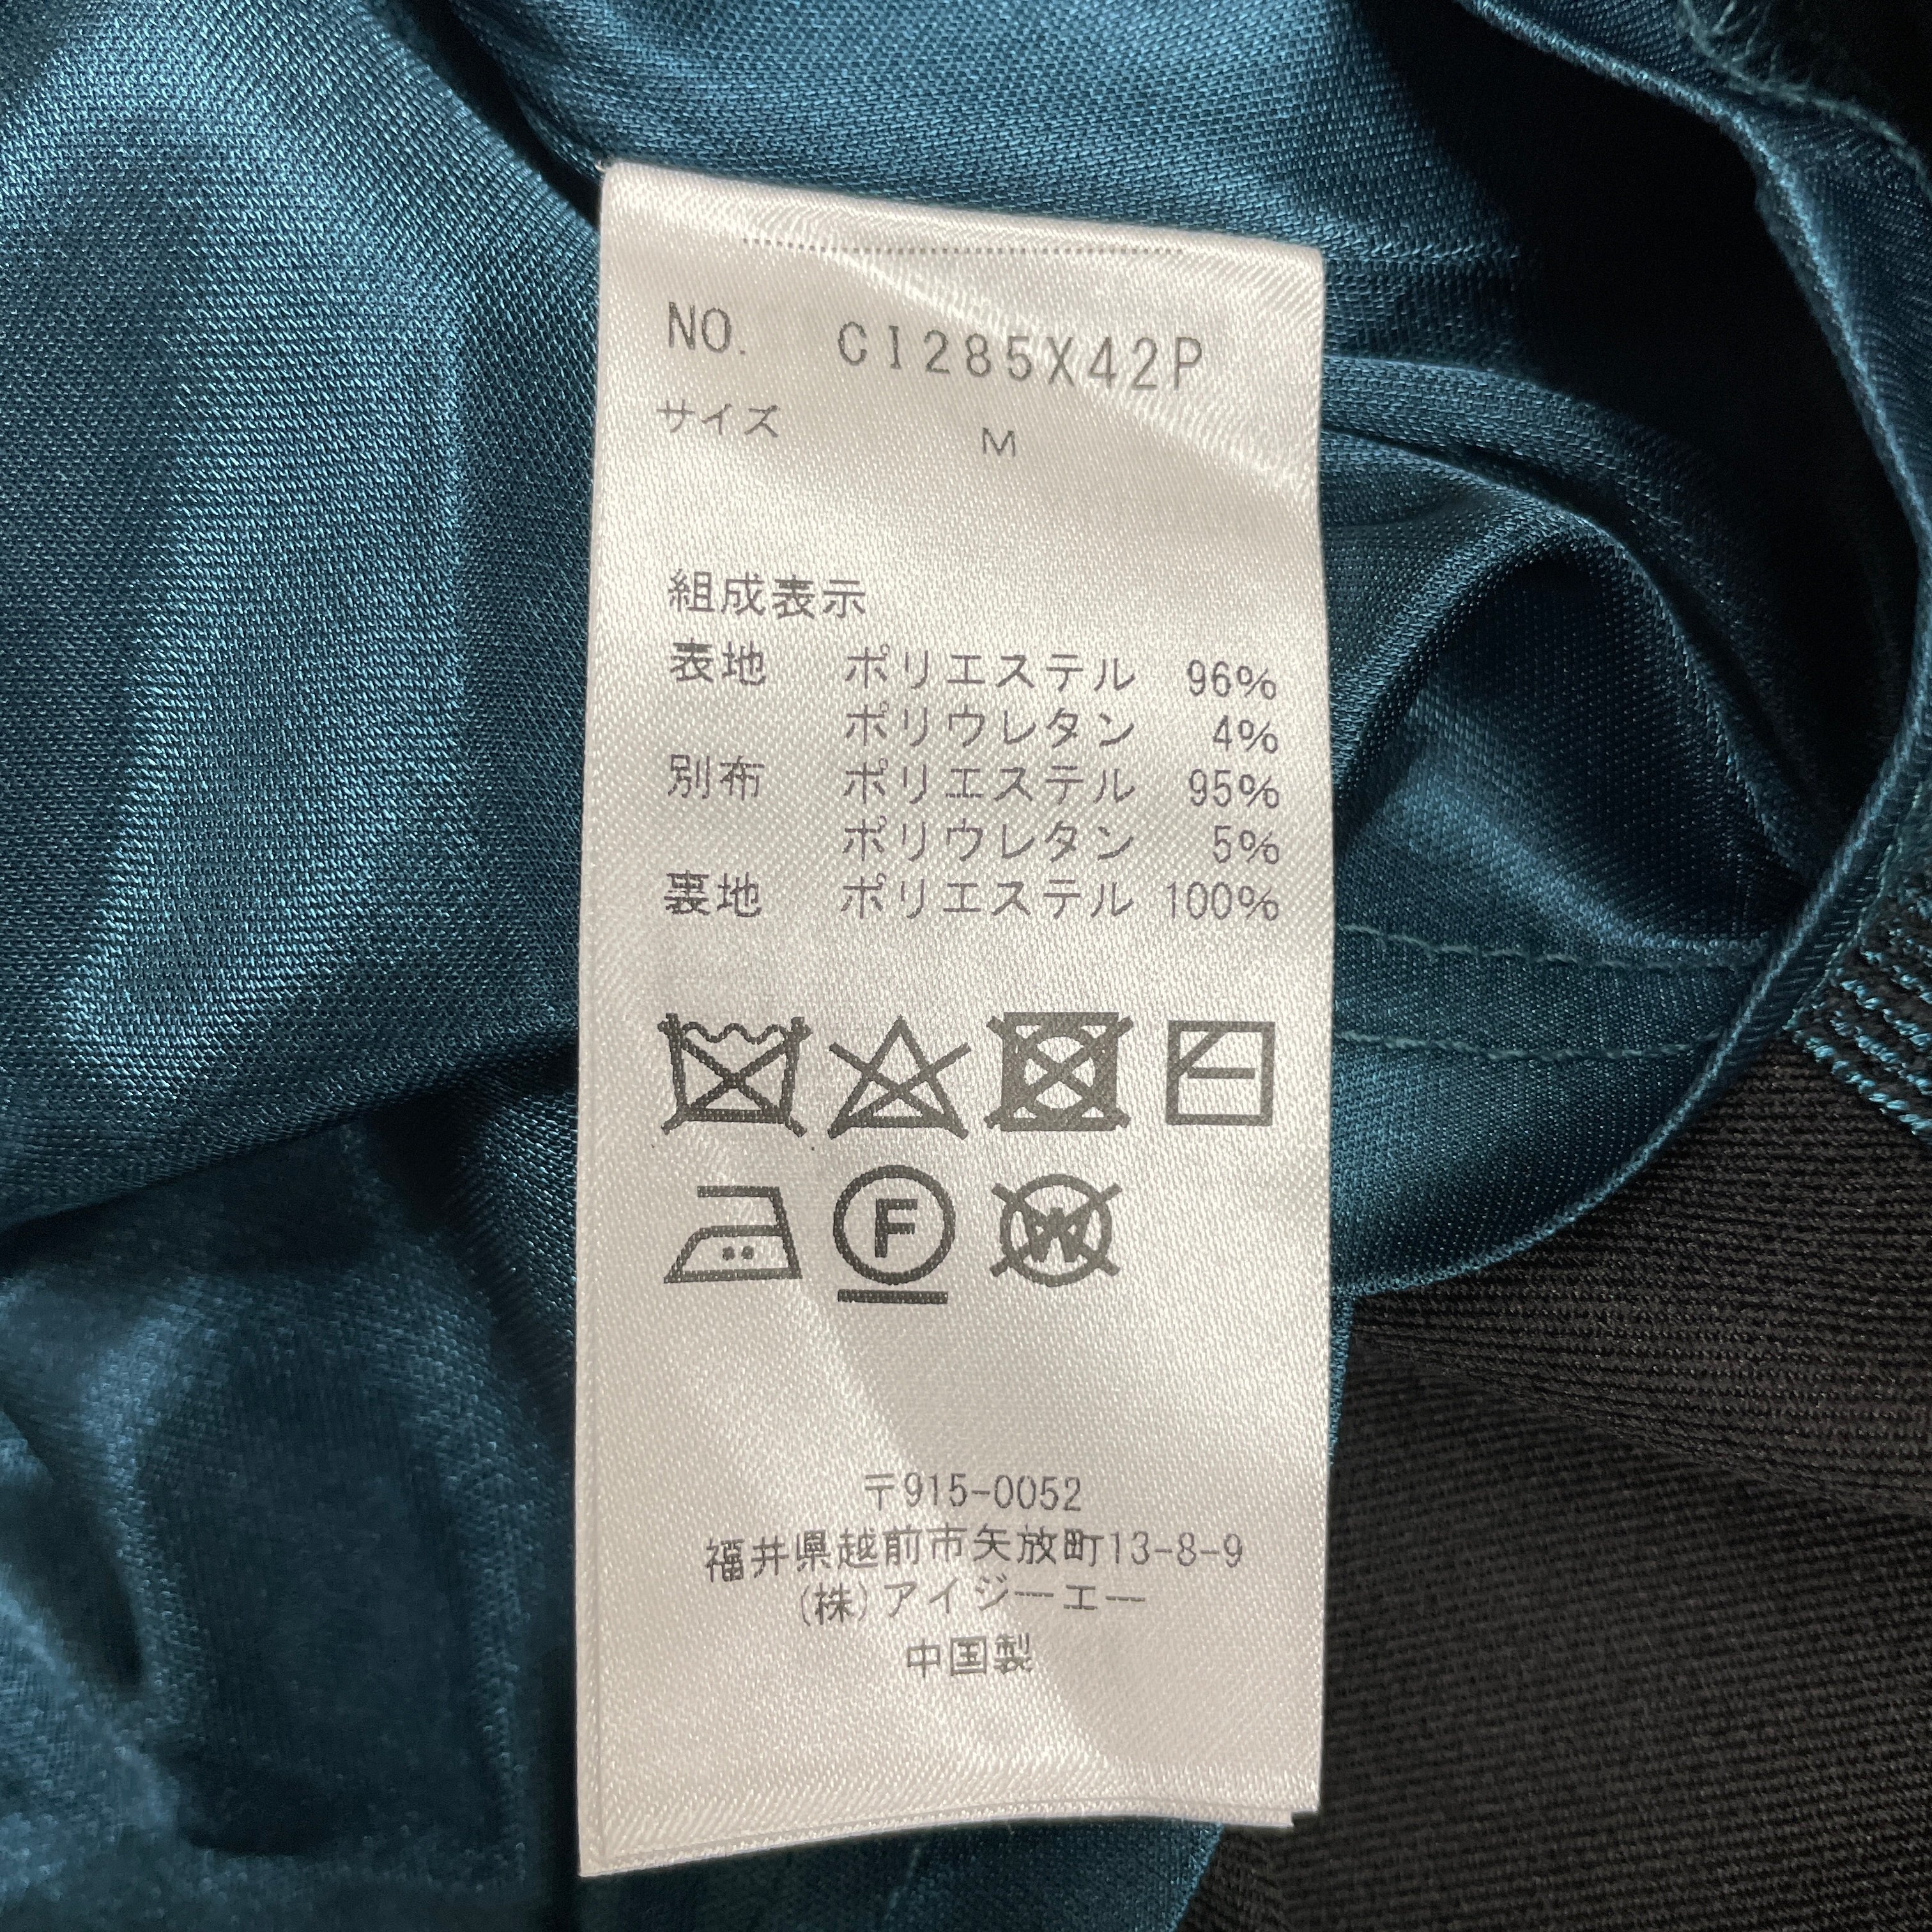 NO. CI285X42P
サイズ M
組成表示
表地 ポリエステル 96%
ポリウレタン 4%
別布 ポリエステル 95%
ポリウレタン 5%
裏地 ポリエステル 100%
F W
〒915-0052
福井県越前市矢放町13-8-9
(株)アイジーエー
中国製